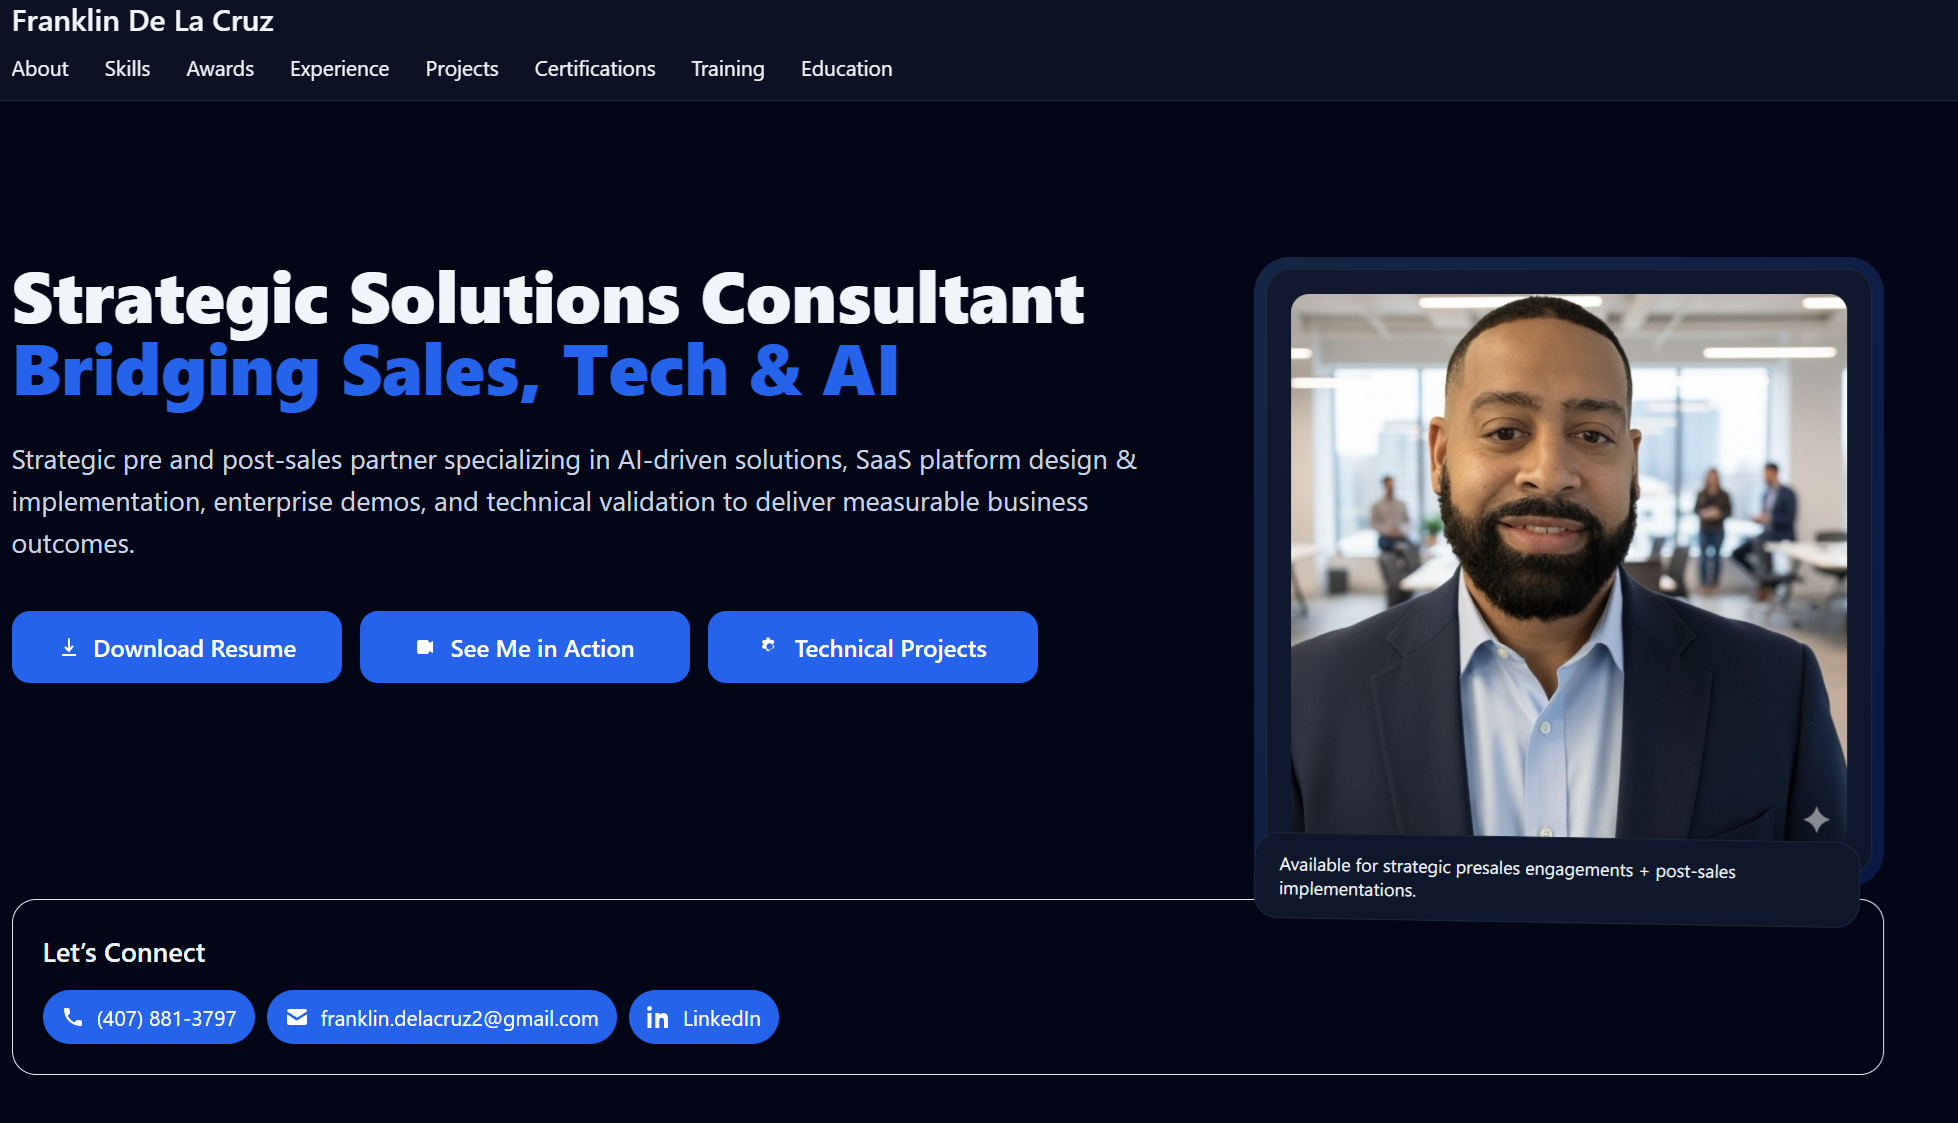 Franklin De La Cruz
About Skills Awards Experience Projects Certifications Training Education
Strategic Solutions Consultant
Bridging Sales, Tech & AI
Strategic pre and post-sales partner specializing in AI-driven solutions, SaaS platform design &
implementation, enterprise demos, and technical validation to deliver measurable business
outcomes.
Download Resume See Me in Action Technical Projects
Available for strategic presales engagements + post-sales
implementations.
Let’s Connect
(407) 881-3797 franklin.delacruz2@gmail.com in LinkedIn